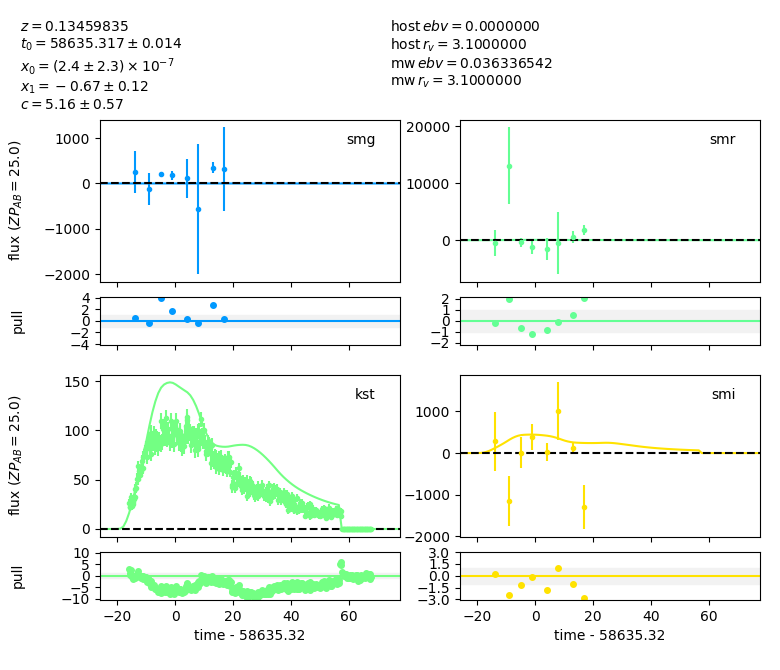 z = 0.13459835
t₀ = 58635.317 ± 0.014
x₀ = (2.4 ± 2.3) × 10⁻⁷
x₁ = −0.67 ± 0.12
c = 5.16 ± 0.57
host ebv = 0.0000000
host r_v = 3.1000000
mw ebv = 0.036336542
mw r_v = 3.1000000
flux (ZP_AB = 25.0)
1000
0
−1000
−2000
smg
20000
10000
0
smr
pull
4
2
0
−2
−4
2
1
0
−1
−2
flux (ZP_AB = 25.0)
150
100
50
0
kst
1000
0
−1000
−2000
smi
pull
10
5
0
−5
−10
−20
0
20
40
60
time - 58635.32
3.0
1.5
0.0
−1.5
−3.0
−20
0
20
40
60
time - 58635.32